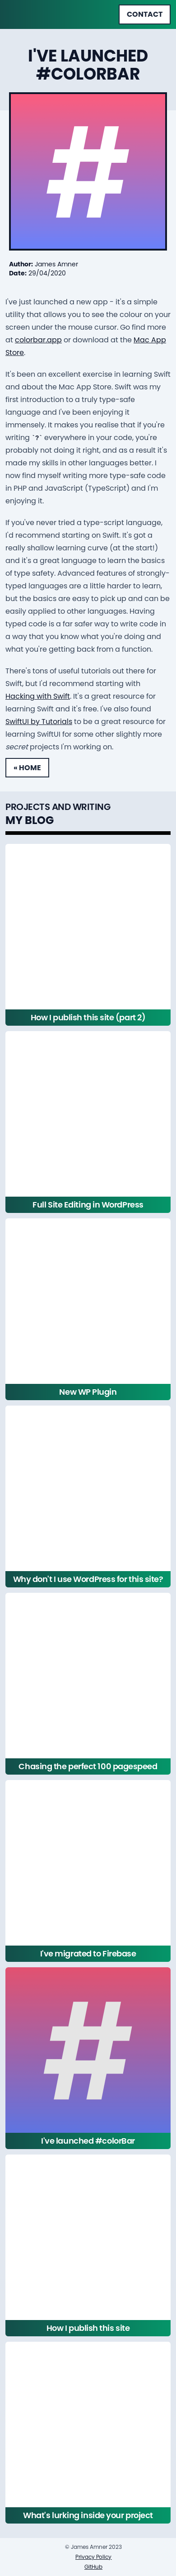 CONTACT
I'VE LAUNCHED
#COLORBAR
#
Author: James Amner
Date: 29/04/2020
I've just launched a new app - It's a simple
utility that allows you to see the colour on your
screen under the mouse cursor. Go find more
at colorbar.app or download at the Mac App
Store.
It's been an excellent exercise in learning Swift
and about the Mac App Store. Swift was my
first introduction to a truly type-safe
language and I've been enjoying it
immensely. It makes you realise that if you're
writing `?` everywhere in your code, you're
probably not doing it right, and as a result it's
made my skills in other languages better. I
now find myself writing more type-safe code
in PHP and JavaScript (TypeScript) and I'm
enjoying it.
If you've never tried a type-script language,
I'd recommend starting on Swift. It's got a
really shallow learning curve (at the start!)
and it's a great language to learn the basics
of type safety. Advanced features of strongly-
typed languages are a little harder to learn,
but the basics are easy to pick up and can be
easily applied to other languages. Having
typed code is a far safer way to write code in
a way that you know what you're doing and
what you're getting back from a function.
There's tons of useful tutorials out there for
Swift, but I'd recommend starting with
Hacking with Swift. It's a great resource for
learning Swift and it's free. I've also found
SwiftUI by Tutorials to be a great resource for
learning SwiftUI for some other slightly more
secret projects I'm working on.
« HOME
PROJECTS AND WRITING
MY BLOG
How I publish this site (part 2)
Full Site Editing in WordPress
New WP Plugin
Why don't I use WordPress for this site?
Chasing the perfect 100 pagespeed
I've migrated to Firebase
#
I've launched #colorBar
How I publish this site
What's lurking inside your project
© James Amner 2023
Privacy Policy
GitHub